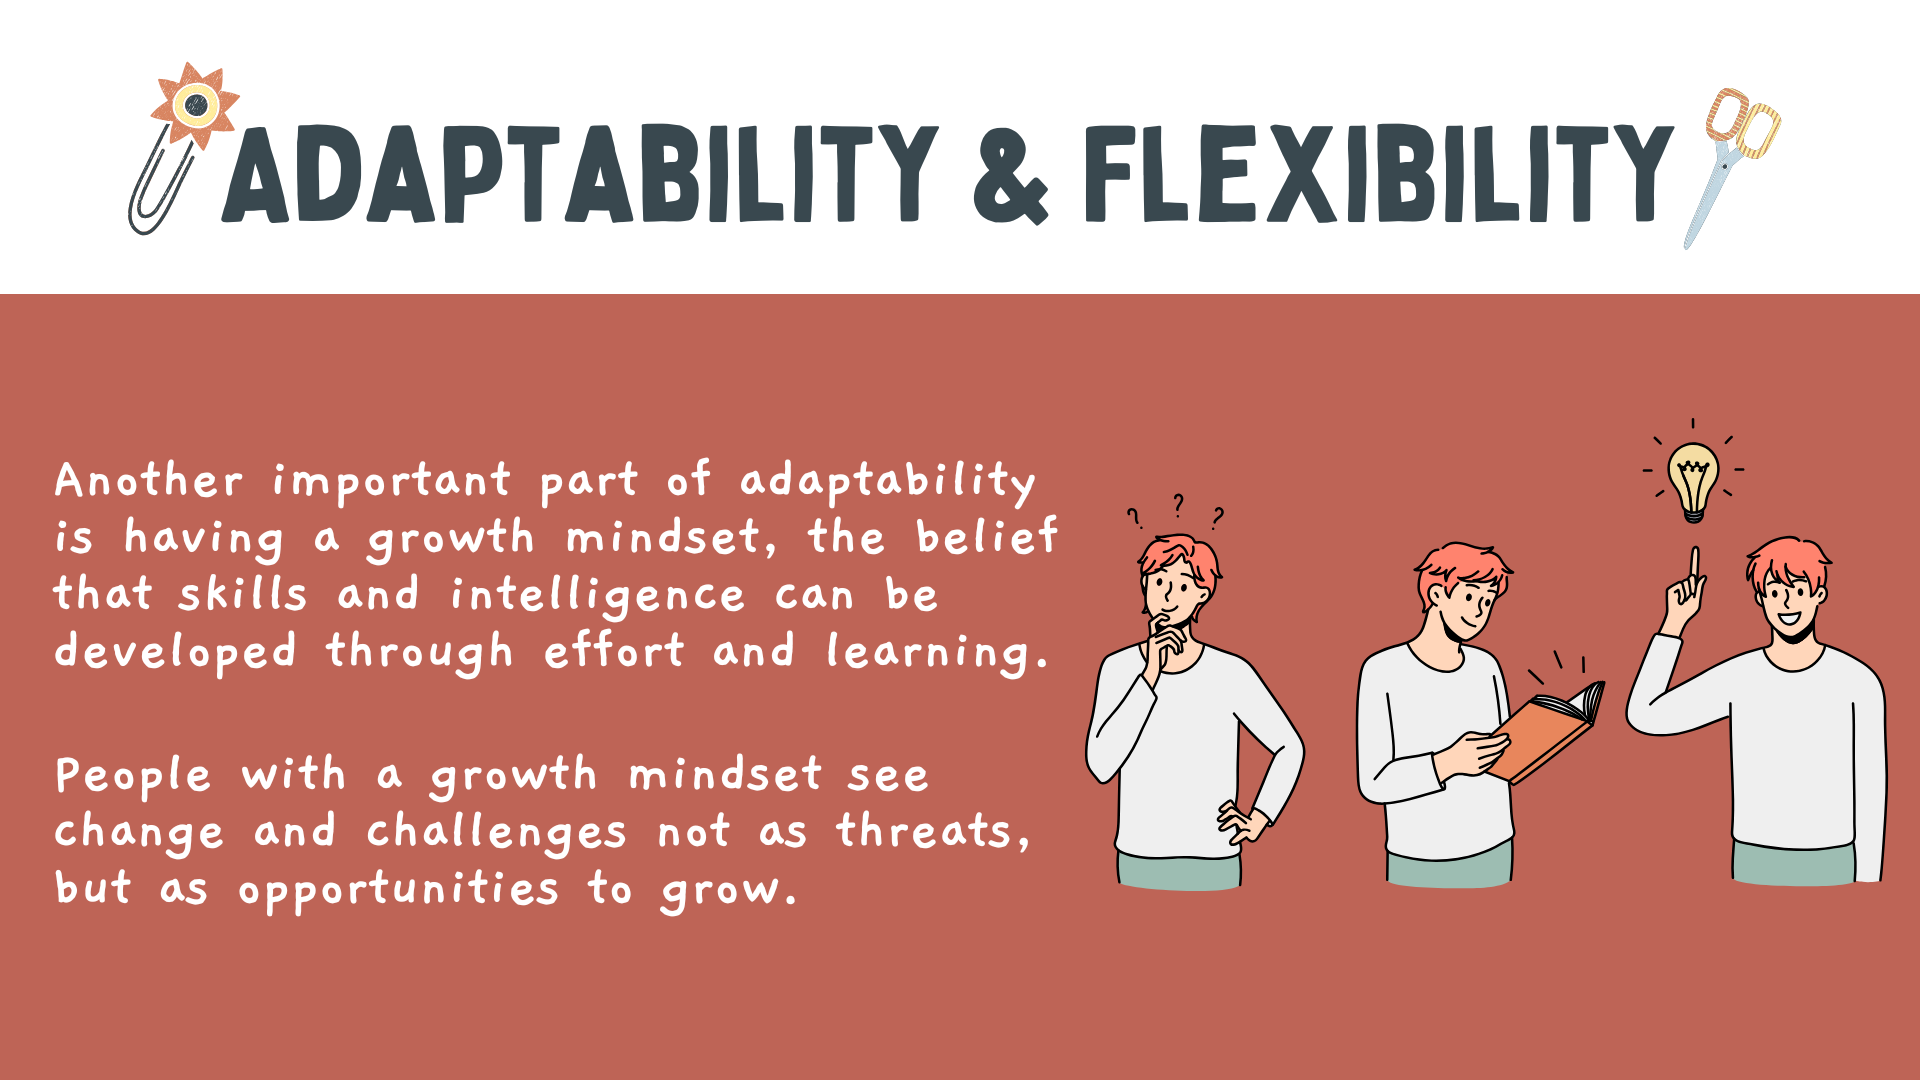 ADAPTABILITY & FLEXIBILITY
Another important part of adaptability
is having a growth mindset, the belief
that skills and intelligence can be
developed through effort and learning.
People with a growth mindset see
change and challenges not as threats,
but as opportunities to grow.
? ? ?